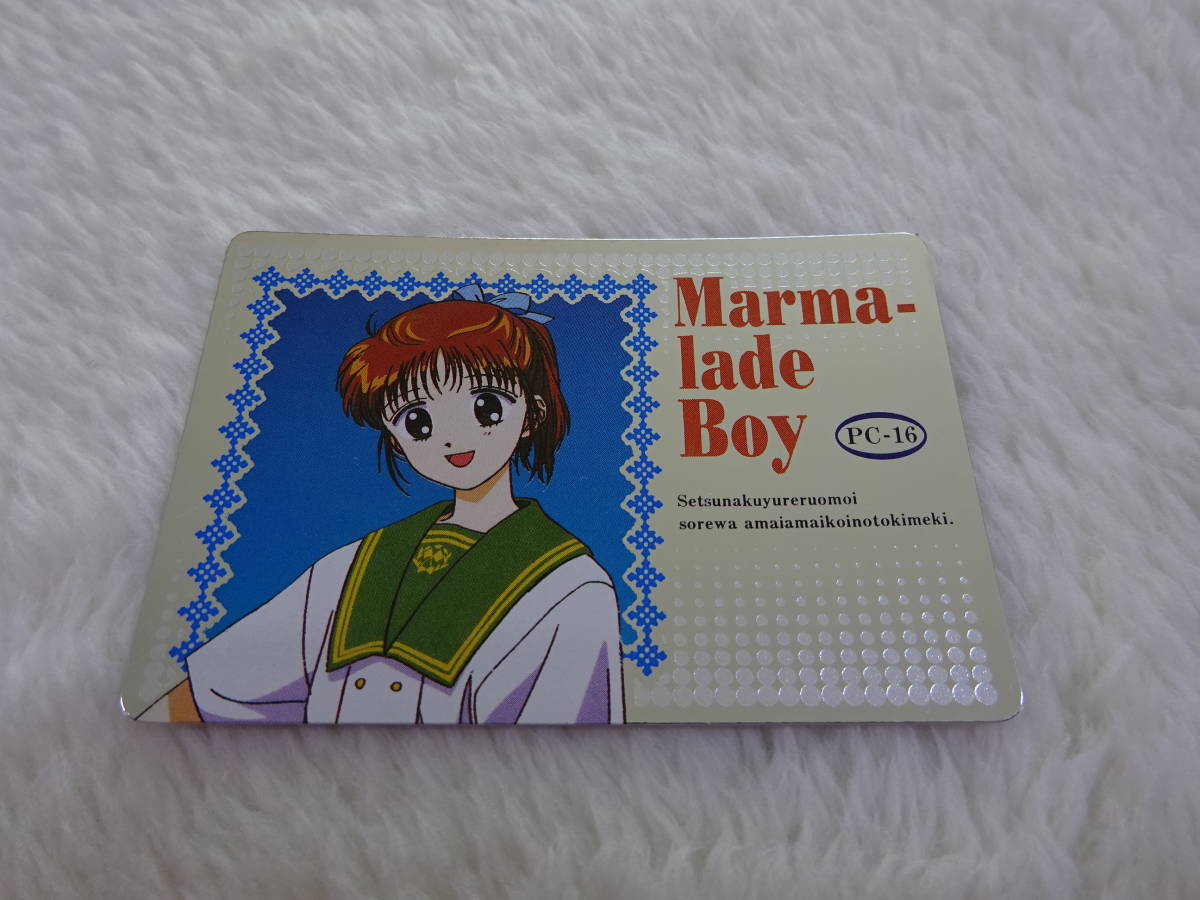 Marma-
lade
Boy
PC-16
Setsunakuyureruomoi
sorewa amaiamaikoinotokimeki.